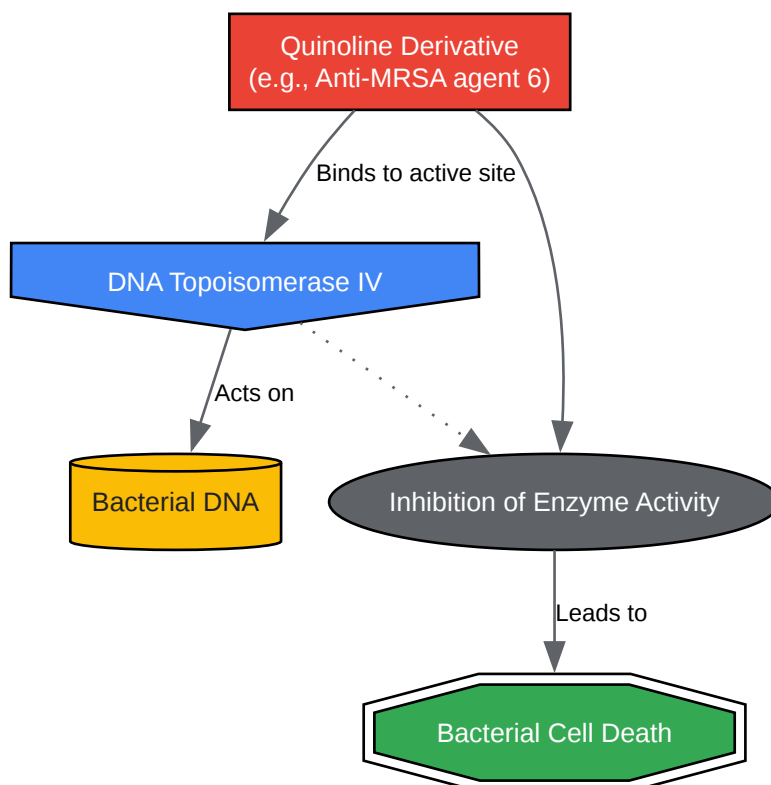 Quinoline Derivative
(e.g., Anti-MRSA agent 6)
Binds to active site
DNA Topoisomerase IV
Acts on
Bacterial DNA
Inhibition of Enzyme Activity
Leads to
Bacterial Cell Death